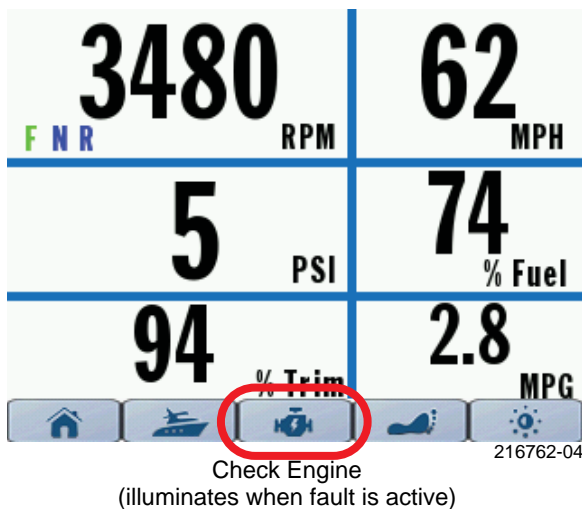 3480 62
F N R RPM MPH
5 74
PSI % Fuel
94 2.8
% Trim MPG
216762-04
Check Engine
(illuminates when fault is active)